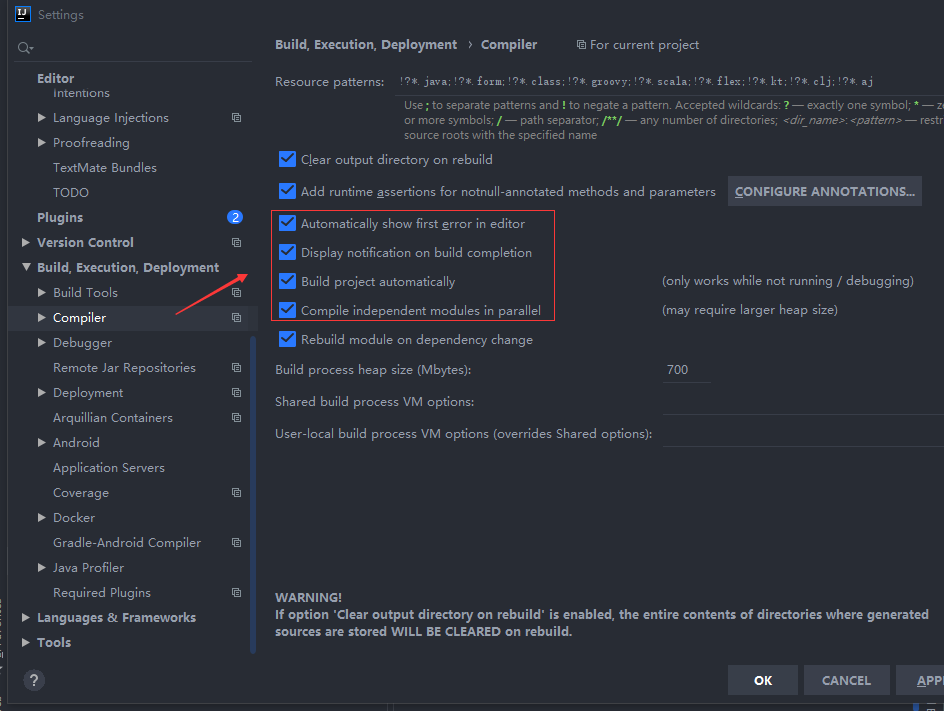 Settings
Editor
Intentions
Language Injections
Proofreading
TextMate Bundles
TODO
Plugins
2
Version Control
Build, Execution, Deployment
Build Tools
Compiler
Debugger
Remote Jar Repositories
Deployment
Arquillian Containers
Android
Application Servers
Coverage
Docker
Gradle-Android Compiler
Java Profiler
Required Plugins
Languages & Frameworks
Tools
?
Build, Execution, Deployment › Compiler
For current project
Resource patterns: !?*.java;!?*.form;!?*.class;!?*.groovy;!?*.scala;!?*.flex;!?*.kt;!?*.clj;!?*.aj
Use ; to separate patterns and ! to negate a pattern. Accepted wildcards: ? — exactly one symbol; * —
or more symbols; / — path separator; /**/ — any number of directories; <dir_name>:<pattern> —
source roots with the specified name
Clear output directory on rebuild
Add runtime assertions for notnull-annotated methods and parameters CONFIGURE ANNOTATIONS...
Automatically show first error in editor
Display notification on build completion
Build project automatically (only works while not running / debugging)
Compile independent modules in parallel (may require larger heap size)
Rebuild module on dependency change
Build process heap size (Mbytes): 700
Shared build process VM options:
User-local build process VM options (overrides Shared options):
WARNING!
If option 'Clear output directory on rebuild' is enabled, the entire contents of directories where generated
sources are stored WILL BE CLEARED on rebuild.
OK CANCEL